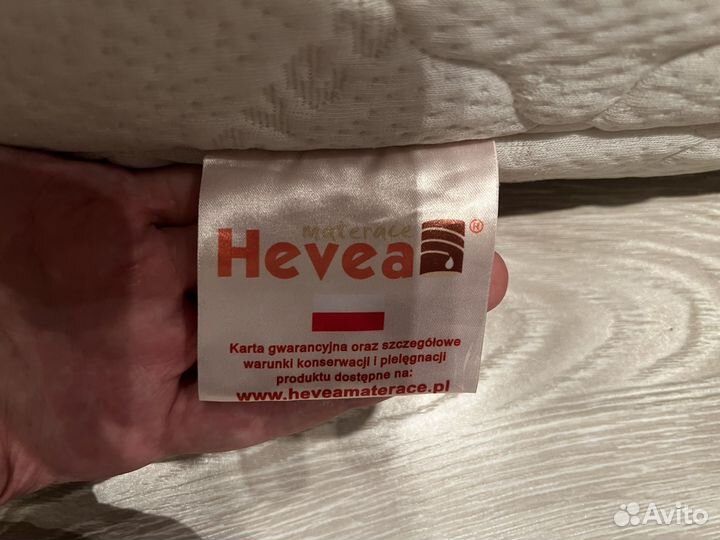 materace
Hevea ®
Karta gwarancyjna oraz szczegółowe
warunki konserwacji i pielęgnacji
produktu dostępne na:
www.heveamaterace.pl
Avito